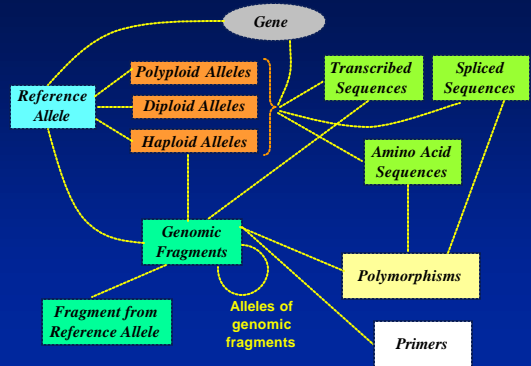 Gene
Polyploid Alleles
Transcribed
Sequences
Spliced
Sequences
Reference
Allele
Diploid Alleles
Haploid Alleles
Amino Acid
Sequences
Genomic
Fragments
Polymorphisms
Fragment from
Reference Allele
Alleles of
genomic
fragments
Primers